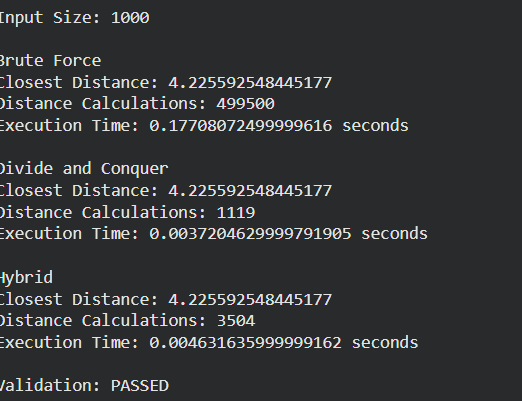 Input Size: 1000
Brute Force
Closest Distance: 4.225592548445177
Distance Calculations: 499500
Execution Time: 0.17708072499999616 seconds
Divide and Conquer
Closest Distance: 4.225592548445177
Distance Calculations: 1119
Execution Time: 0.0037204629999791905 seconds
Hybrid
Closest Distance: 4.225592548445177
Distance Calculations: 3504
Execution Time: 0.004631635999999162 seconds
Validation: PASSED